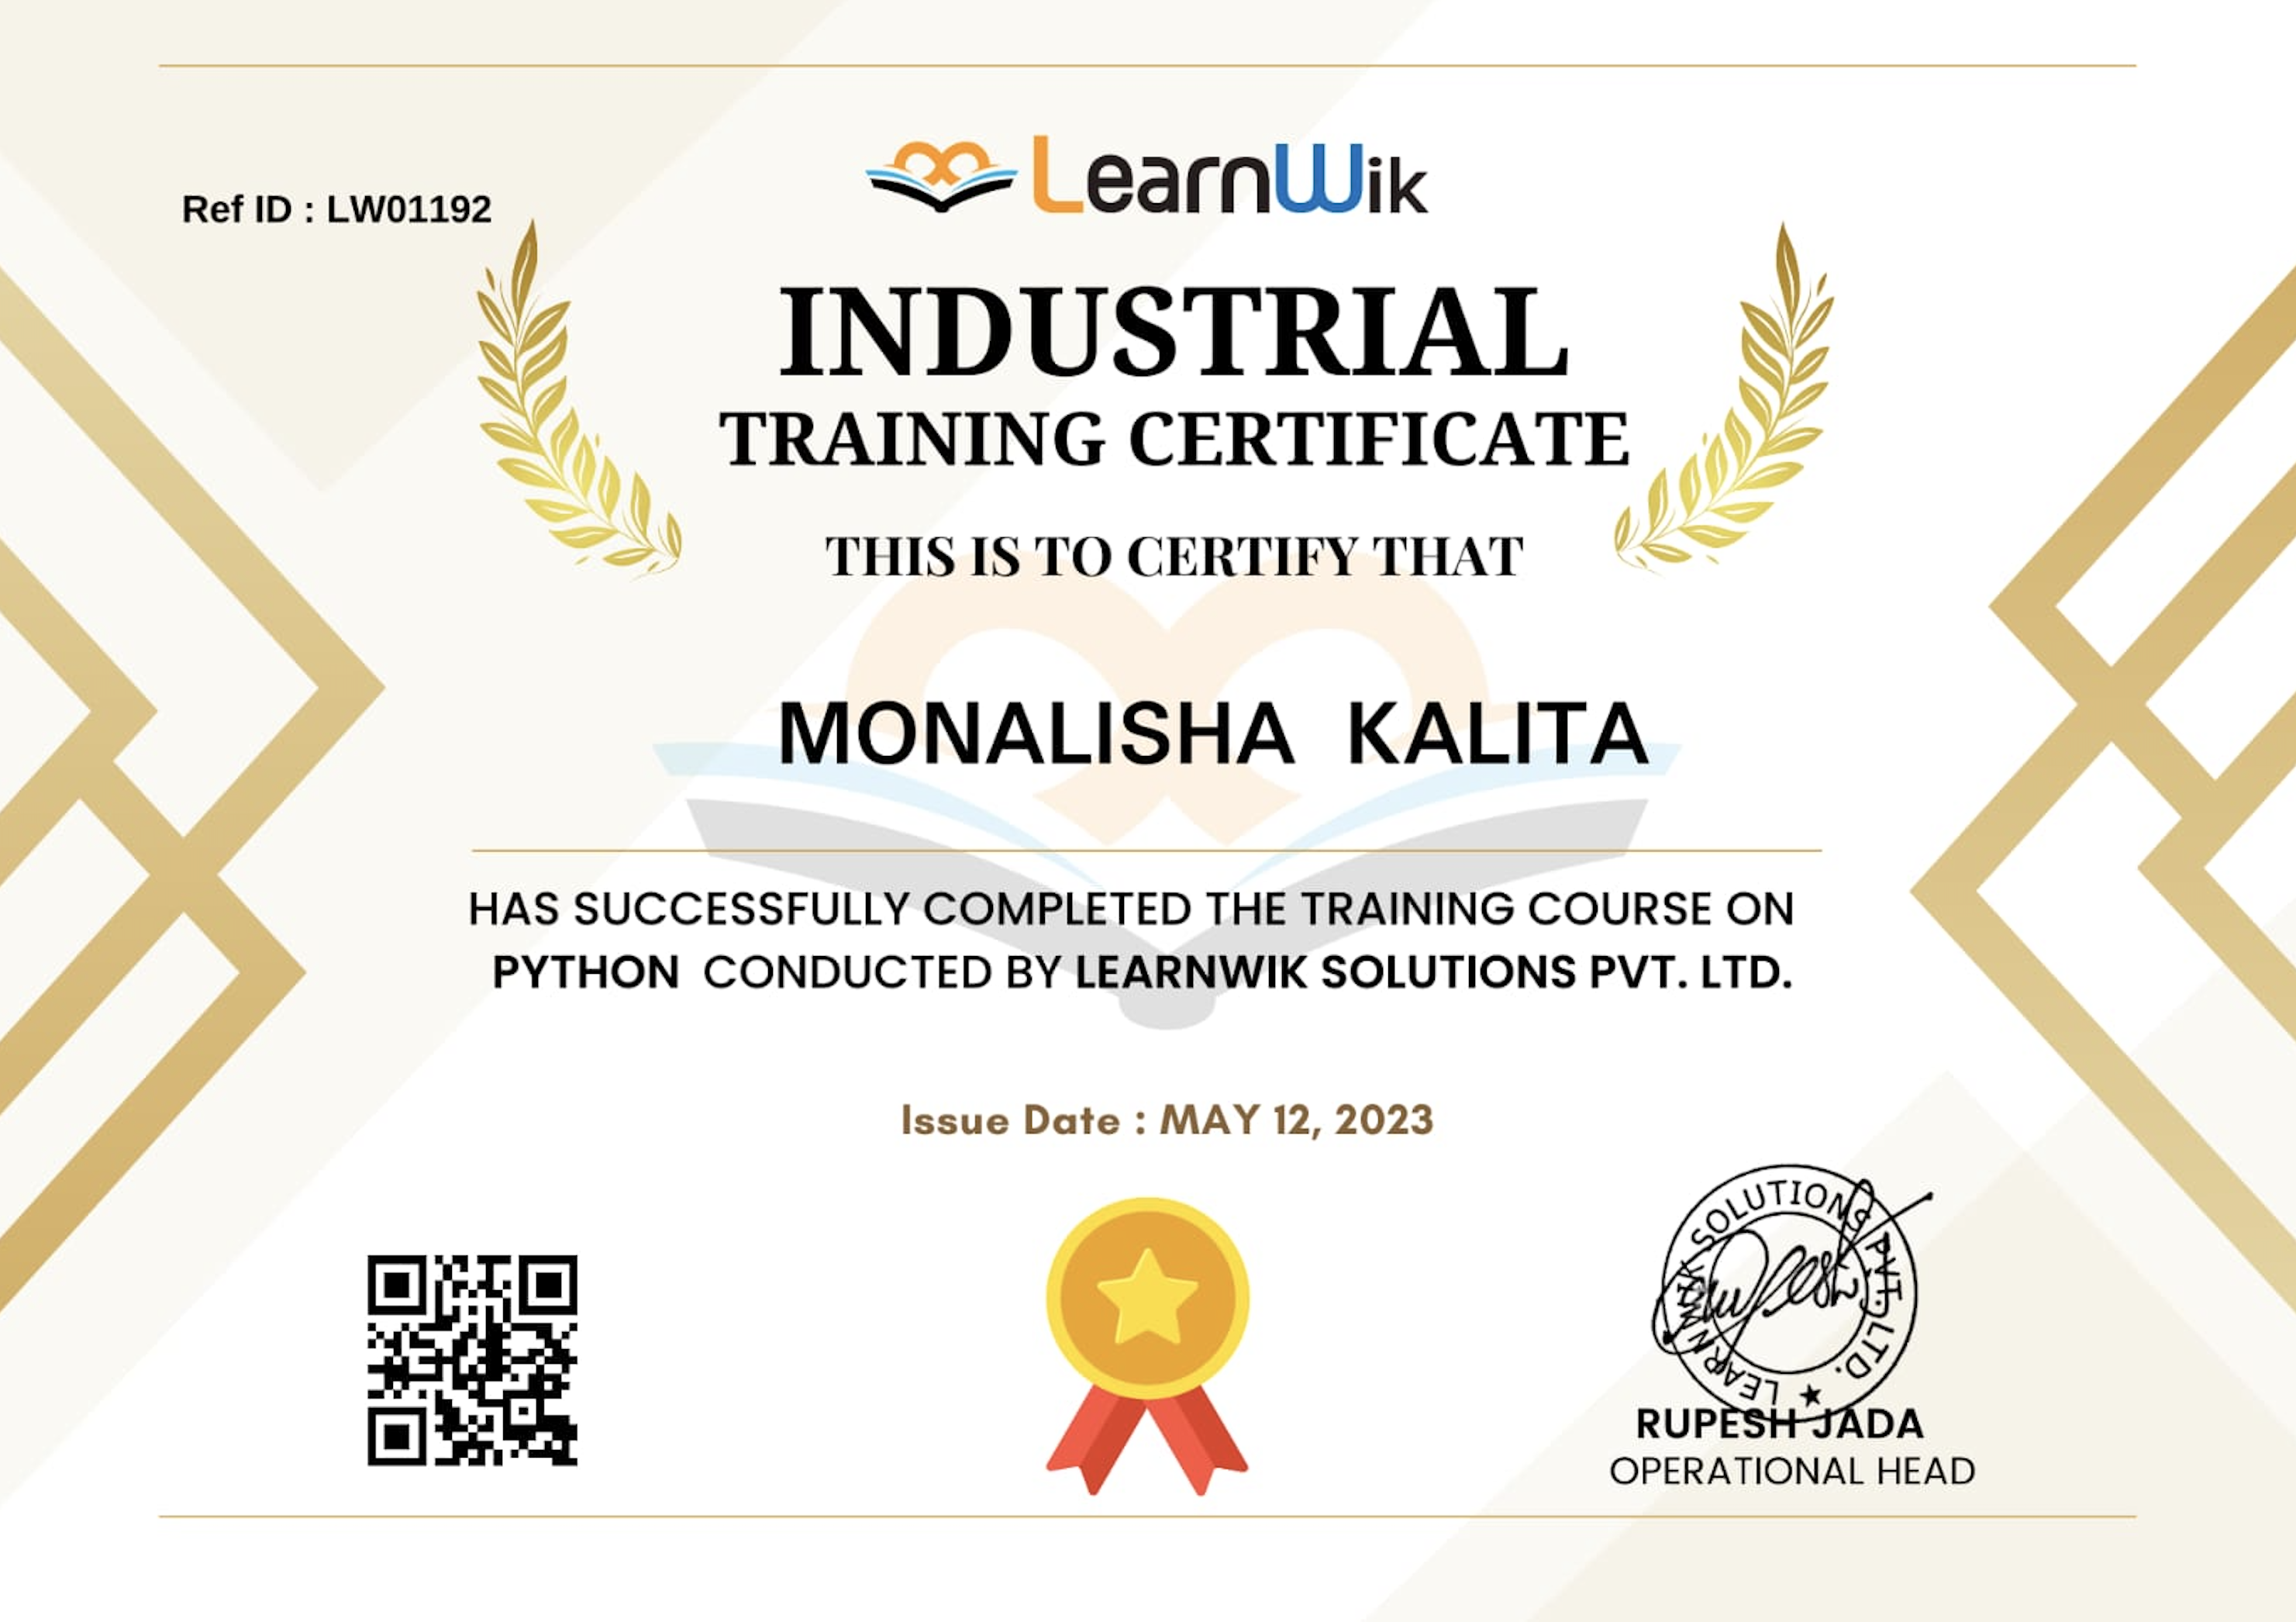 LearnWik
Ref ID : LW01192
INDUSTRIAL
TRAINING CERTIFICATE
THIS IS TO CERTIFY THAT
MONALISHA KALITA
HAS SUCCESSFULLY COMPLETED THE TRAINING COURSE ON
PYTHON CONDUCTED BY LEARNWIK SOLUTIONS PVT. LTD.
Issue Date : MAY 12, 2023
LEARNWIK SOLUTIONS PVT. LTD. ★
Rupesh
RUPESH JADA
OPERATIONAL HEAD